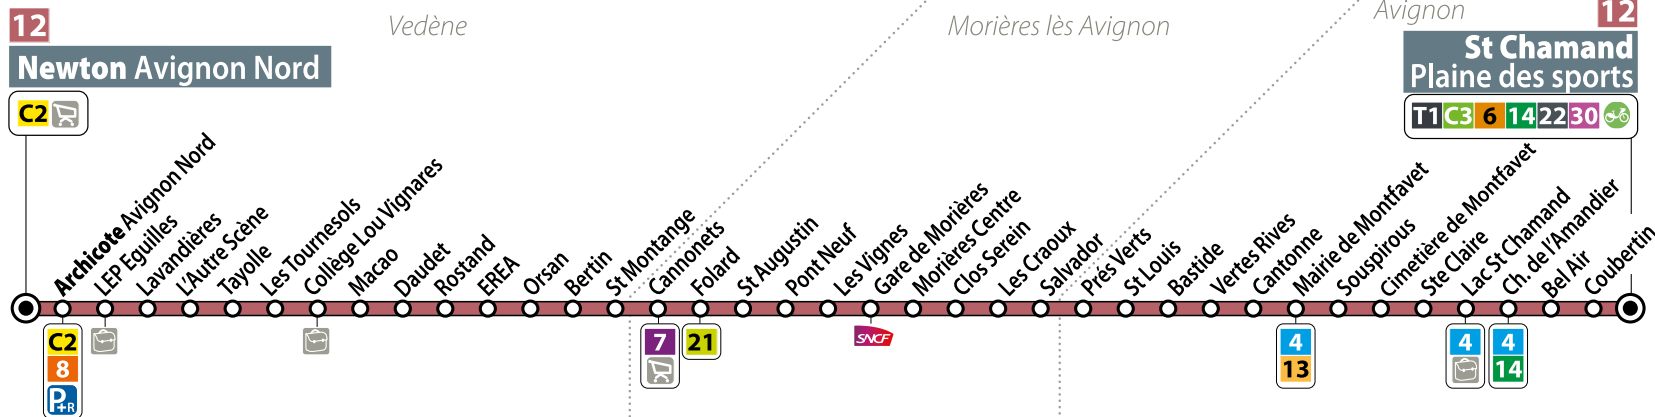 12
Vedène
Morières lès Avignon
Avignon
12
Newton Avignon Nord
St Chamand
Plaine des sports
C2
T1 C3 6 14 22 30
Archicote Avignon Nord
LEP Eguilles
Lavandières
L'Autre Scène
Tayolle
Les Tournesols
Collège Lou Vignares
Macao
Daudet
Rostand
EREA
Orsan
Bertin
St Montange
Cannonets
Folard
St Augustin
Pont Neuf
Les Vignes
Gare de Morières
Morières Centre
Clos Serein
Les Craoux
Salvador
Prés Verts
St Louis
Bastide
Vertes Rives
Cantonne
Mairie de Montfavet
Souspirous
Cimetière de Montfavet
Ste Claire
Lac St Chamand
Ch. de l'Amandier
Bel Air
Coubertin
C2
8
P+R
7
21
SNCF
4
13
4
4
14